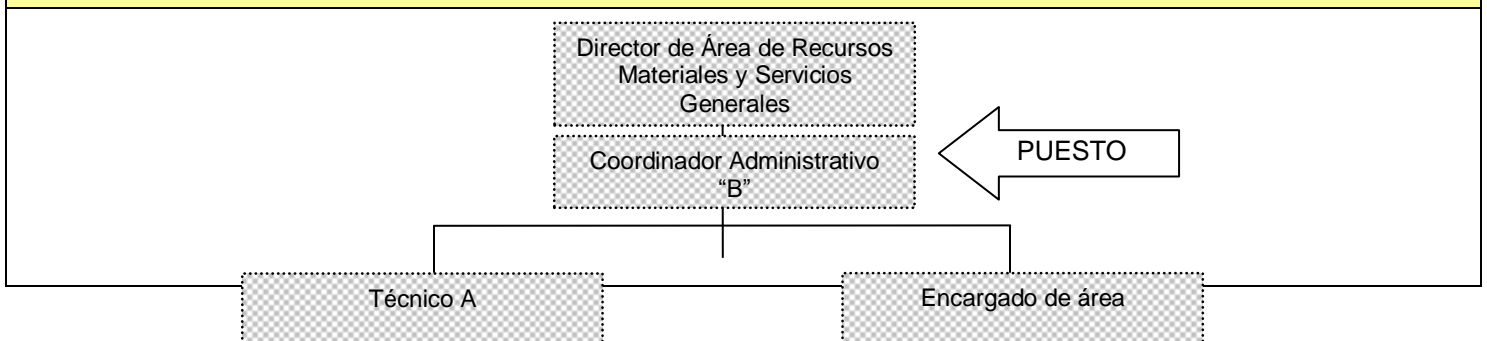 Director de Área de Recursos
Materiales y Servicios
Generales
Coordinador Administrativo
“B”
PUESTO
Técnico A
Encargado de área